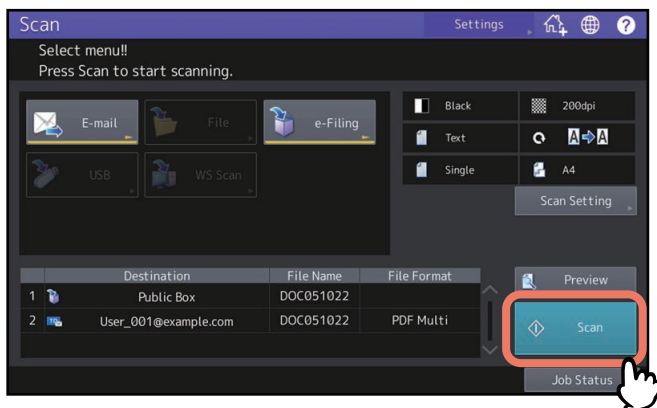 Scan
Settings
?
Select menu!!
Press Scan to start scanning.
E-mail
File
e-Filing
USB
WS Scan
Black
200dpi
Text
A A
Single
A4
Scan Setting
Destination File Name File Format
1 Public Box DOC051022
2 TO: User_001@example.com DOC051022 PDF Multi
Preview
Scan
Job Status